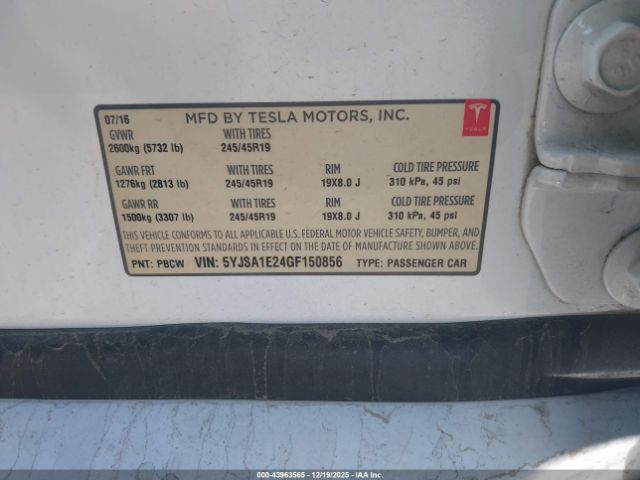 07/16 MFD BY TESLA MOTORS, INC.
TESLA
GVWR WITH TIRES
2600kg (5732 lb) 245/45R19
GAWR FRT WITH TIRES RIM COLD TIRE PRESSURE
1276kg (2813 lb) 245/45R19 19X8.0 J 310 kPa, 45 psi
GAWR RR WITH TIRES RIM COLD TIRE PRESSURE
1500kg (3307 lb) 245/45R19 19X8.0 J 310 kPa, 45 psi
THIS VEHICLE CONFORMS TO ALL APPLICABLE U.S. FEDERAL MOTOR VEHICLE SAFETY, BUMPER, AND
THEFT PREVENTION STANDARDS IN EFFECT ON THE DATE OF MANUFACTURE SHOWN ABOVE.
PNT: PBCW VIN: 5YJSA1E24GF150856 TYPE: PASSENGER CAR
Stock #: 43963565 - 12/19/2025 - IAA, Inc.